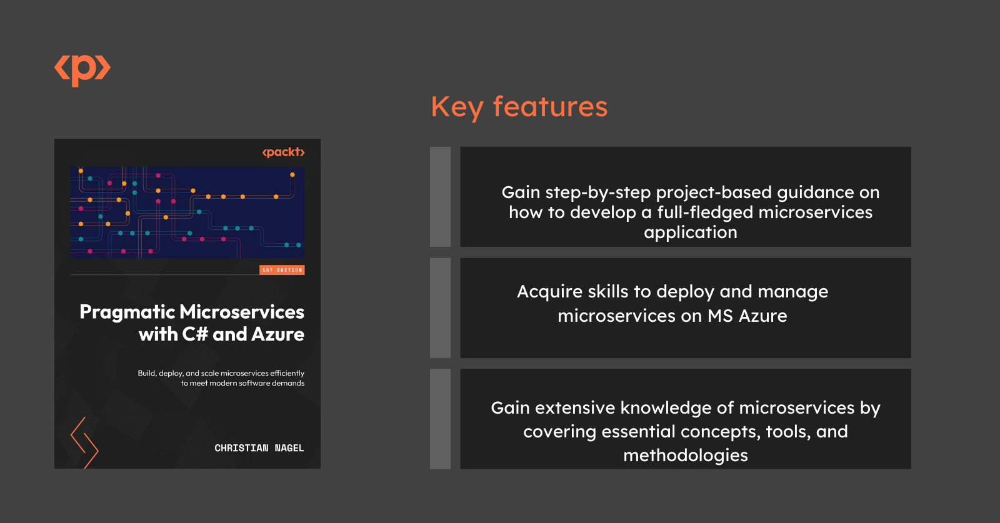 <p>
Key features
<packt>
1ST EDITION
Pragmatic Microservices
with C# and Azure
Build, deploy, and scale microservices efficiently
to meet modern software demands
CHRISTIAN NAGEL
Gain step-by-step project-based guidance on
how to develop a full-fledged microservices
application
Acquire skills to deploy and manage
microservices on MS Azure
Gain extensive knowledge of microservices by
covering essential concepts, tools, and
methodologies